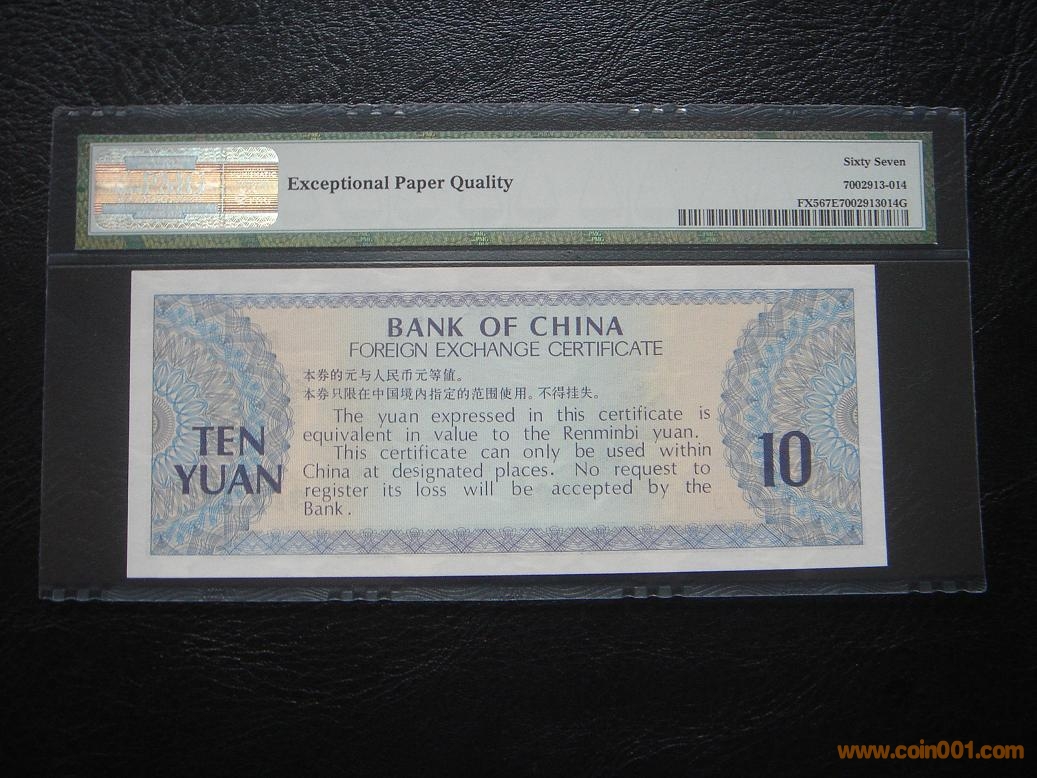 PMG
Exceptional Paper Quality
Sixty Seven
7002913-014
FX567E7002913014G
BANK OF CHINA
FOREIGN EXCHANGE CERTIFICATE
本券的元与人民币元等值。
本券只限在中国境内指定的范围使用。不得挂失。
The yuan expressed in this certificate is
equivalent in value to the Renminbi yuan.
This certificate can only be used within
China at designated places. No request to
register its loss will be accepted by the
Bank.
TEN
YUAN
10
www.coin001.com